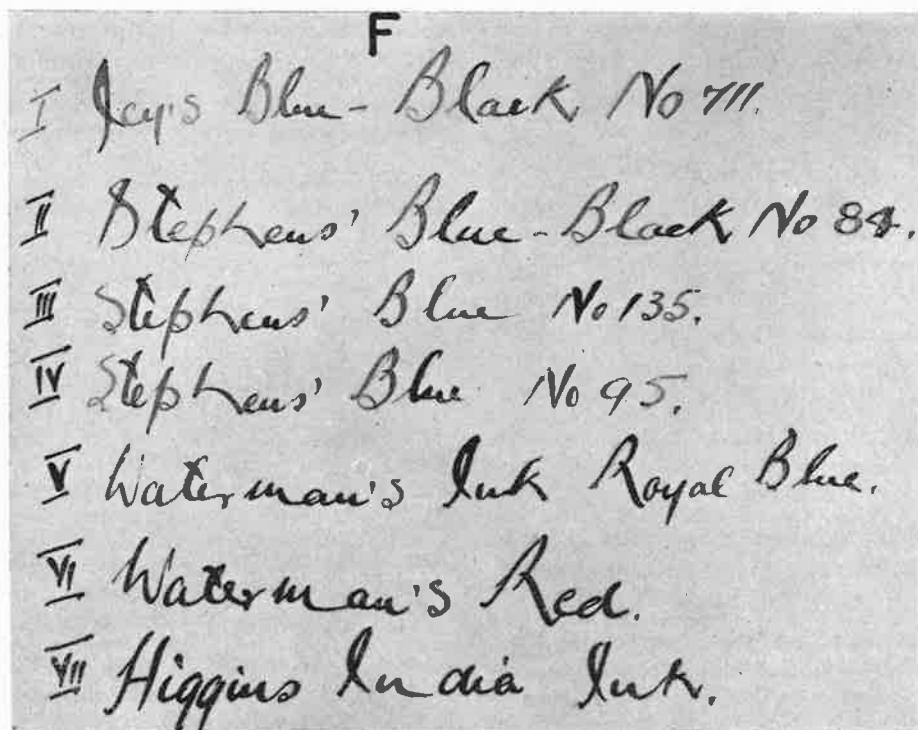 F
I Jay's Blue-Black No 711.
II Stephens' Blue-Black No 84.
III Stephens' Blue No 135.
IV Stephens' Blue No 95.
V Waterman's Ink Royal Blue.
VI Waterman's Red.
VII Higgins India Ink.